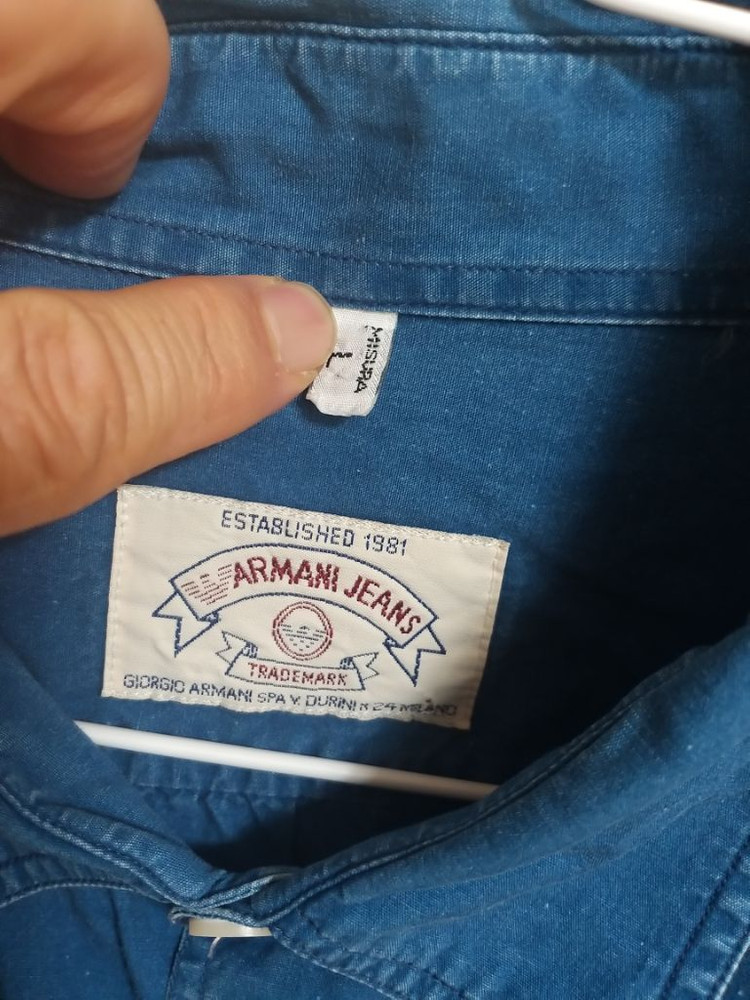 MISURA
ESTABLISHED 1981
ARMANI JEANS
TRADEMARK
GIORGIO ARMANI SPA V. DURINI N 24 MILANO